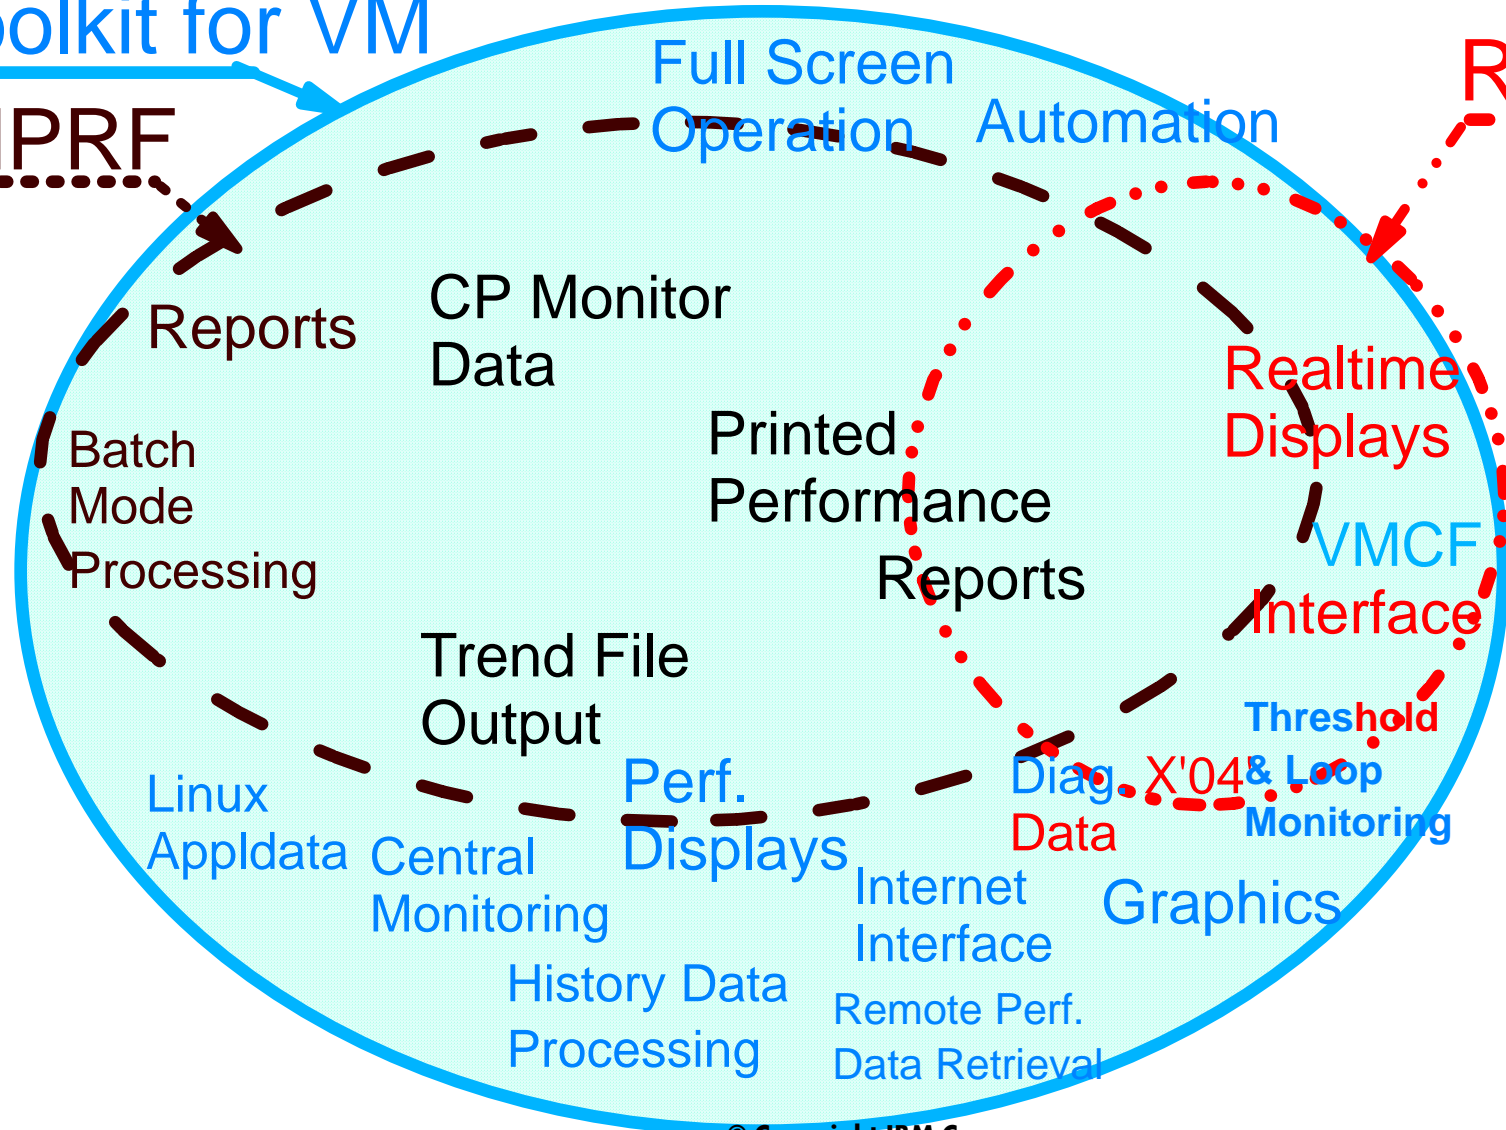 for VM
Full Screen
Operation
Automation
CP Monitor
Data
Reports
Realtime
Displays
Printed
Performance
Reports
Batch
Mode
Processing
VMCF
Interface
Trend File
Output
Threshold
& Loop
Monitoring
Diag. X'04'
Data
Perf.
Displays
Linux
Appldata
Central
Monitoring
Internet
Interface
Graphics
History Data
Processing
Remote Perf.
Data Retrieval